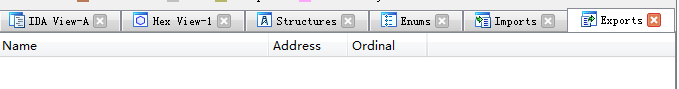 IDA View-A Hex View-1 Structures Enums Imports Exports
Name Address Ordinal